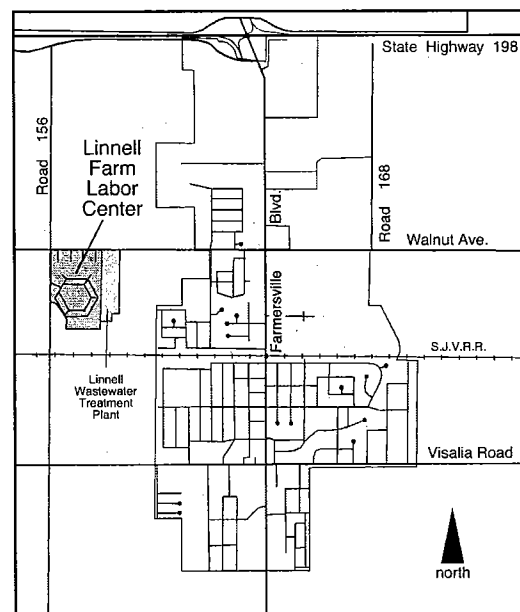 State Highway 198
Road 156
Linnell
Farm
Labor
Center
Blvd.
Road 168
Walnut Ave.
Farmersville
S.J.V.R.R.
Linnell
Wastewater
Treatment
Plant
Visalia Road
north